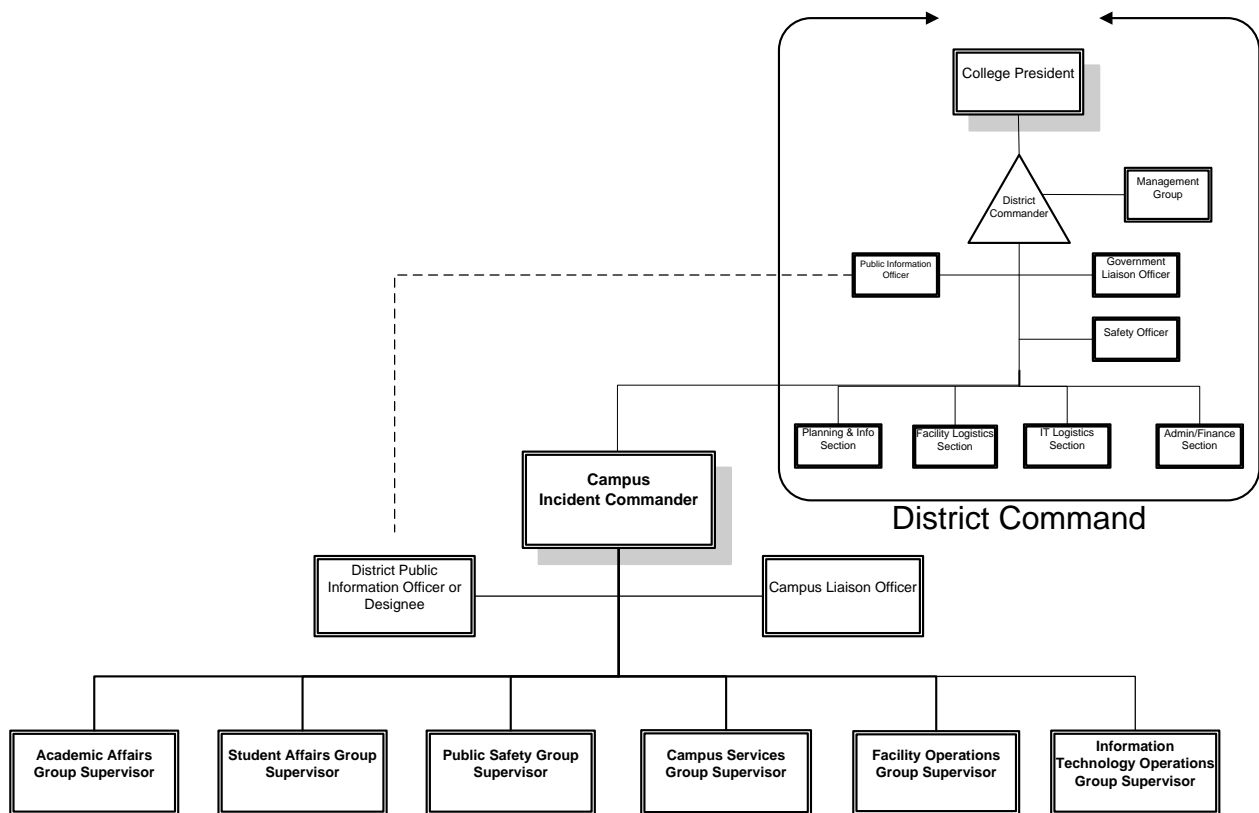 College President
District
Commander
Management
Group
Public Information
Officer
Government
Liaison Officer
Safety Officer
Planning & Info
Section
Facility Logistics
Section
IT Logistics
Section
Admin/Finance
Section
District Command
Campus
Incident Commander
District Public
Information Officer or
Designee
Campus Liaison Officer
Academic Affairs
Group Supervisor
Student Affairs Group
Supervisor
Public Safety Group
Supervisor
Campus Services
Group Supervisor
Facility Operations
Group Supervisor
Information
Technology Operations
Group Supervisor